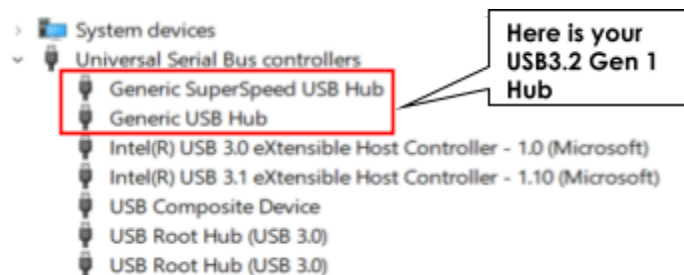 System devices
Universal Serial Bus controllers
Generic SuperSpeed USB Hub
Generic USB Hub
Intel(R) USB 3.0 eXtensible Host Controller - 1.0 (Microsoft)
Intel(R) USB 3.1 eXtensible Host Controller - 1.10 (Microsoft)
USB Composite Device
USB Root Hub (USB 3.0)
USB Root Hub (USB 3.0)
Here is your
USB3.2 Gen 1
Hub